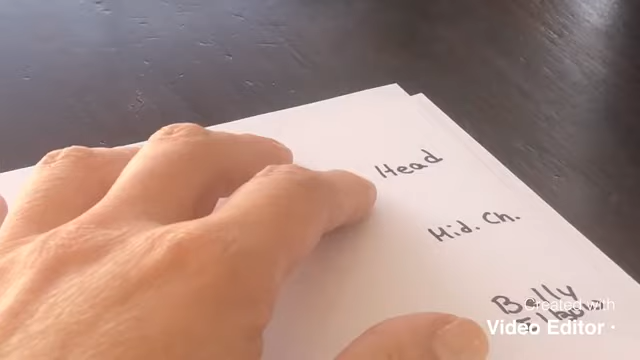 Head
Mid. Ch.
Belly
Created with
Video Editor